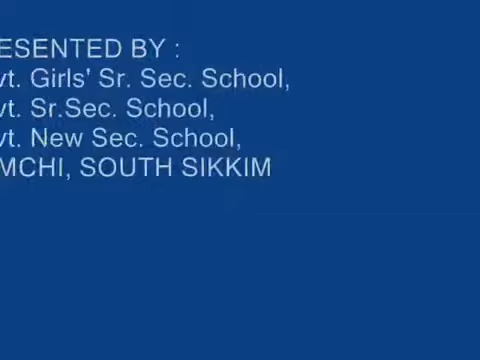 ESENTED BY :
vt. Girls' Sr. Sec. School,
vt. Sr.Sec. School,
vt. New Sec. School,
MCHI, SOUTH SIKKIM